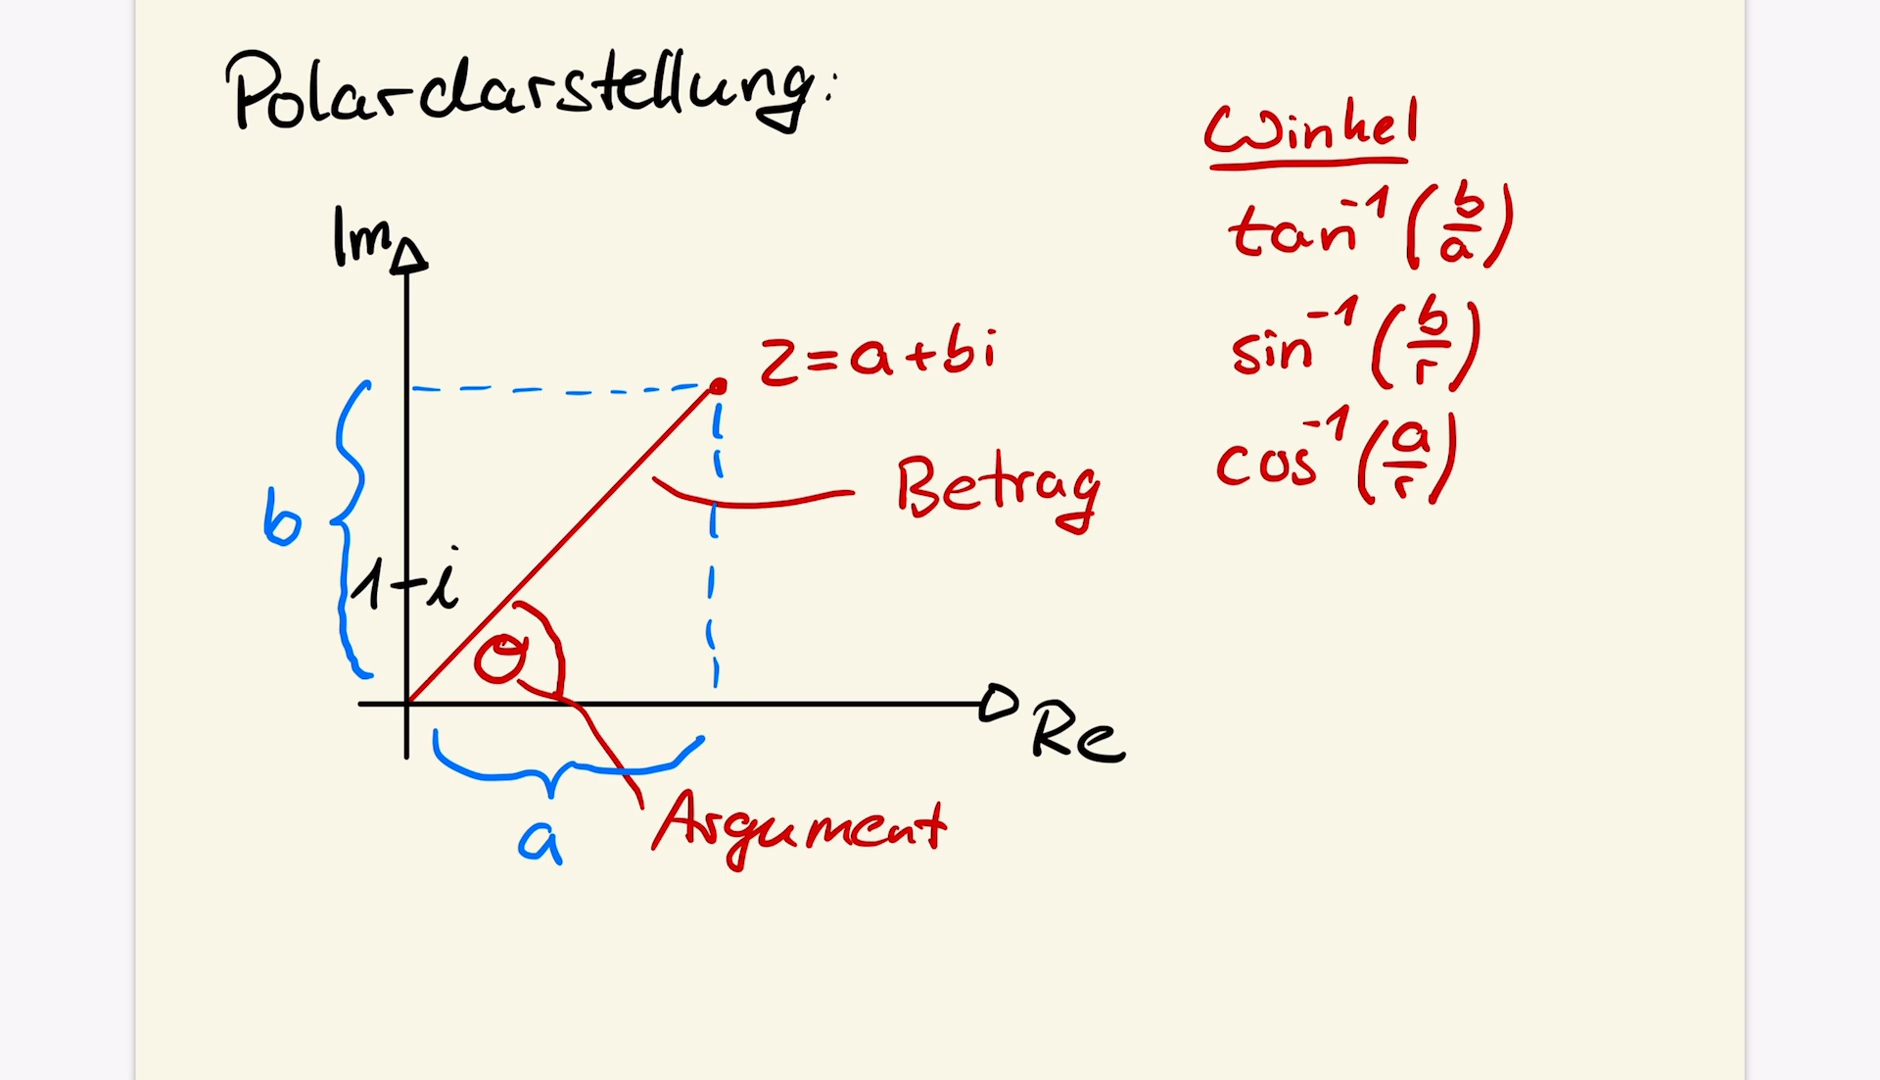 Polardarstellung:
Winkel
tan⁻¹(b/a)
sin⁻¹(b/r)
cos⁻¹(a/r)
Im
z=a+bi
Betrag
b
1-i
Θ
Re
a
Argument